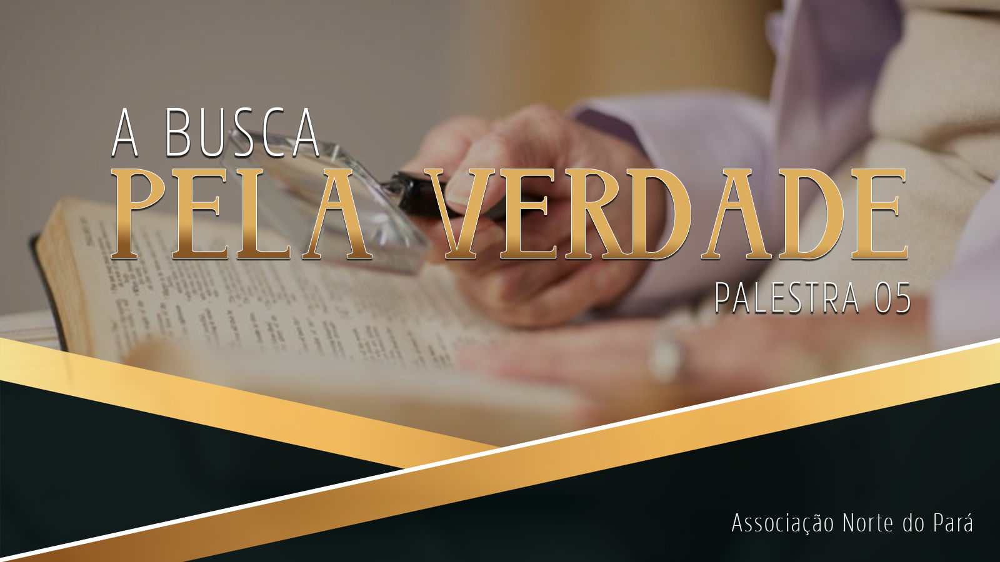 A BUSCA
PELA VERDADE
PALESTRA 05
Associação Norte do Pará